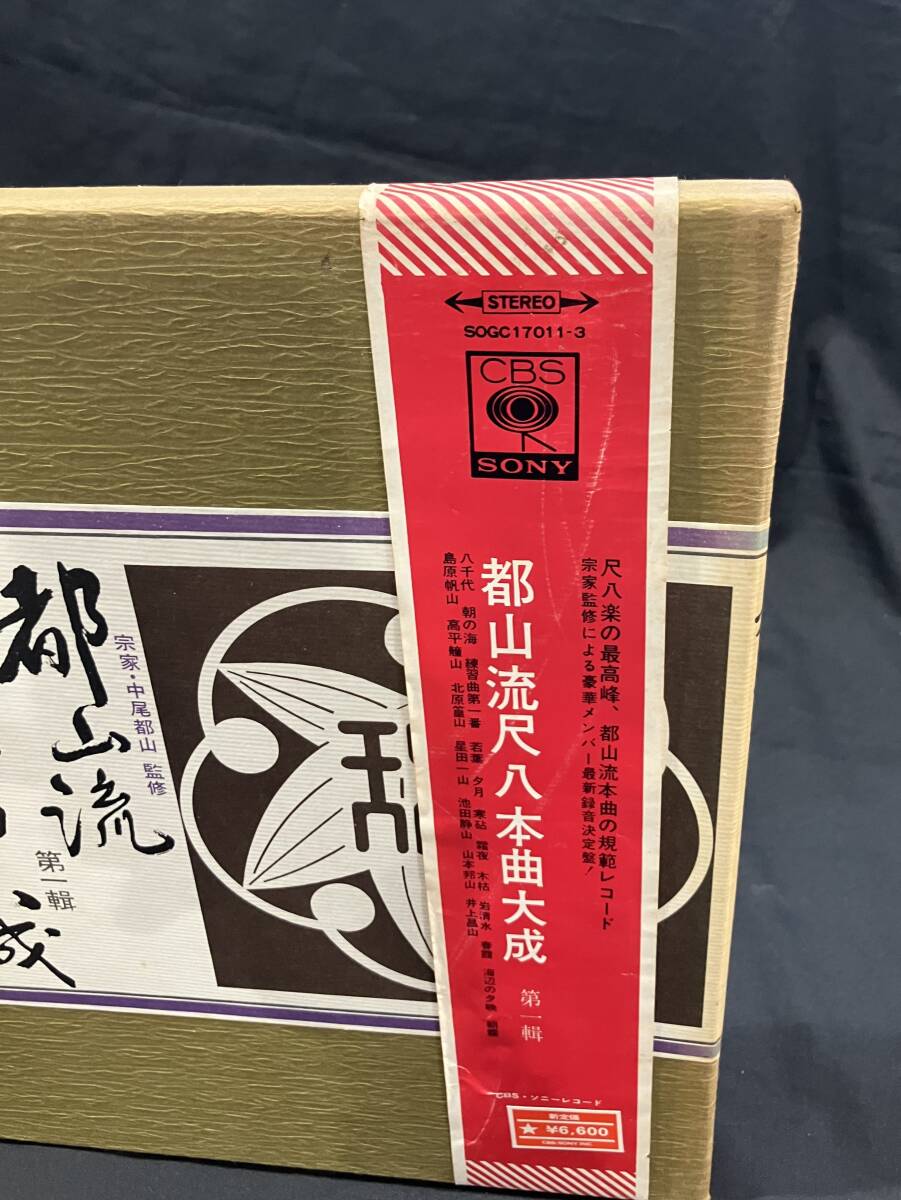 STEREO
SOGC17011-3
CBS
SONY
尺八楽の最高峰、都山流本曲の規範レコード
宗家監修による豪華メンバー最新録音決定盤!
都山流尺八本曲大成
第一輯
八千代 朝の海 練習曲第一番 若葉 夕月 寒砧 霜夜 木枯 岩清水 春霞 海辺の夕映 朝霧
島原帆山 高平艟山 北原篁山 星田一山 池田静山 山本邦山 井上昌山
CBS・ソニーレコード
新定価
★ ¥6,600
CBS/SONY INC.
宗家・中尾都山 監修
都山流
第一輯
成